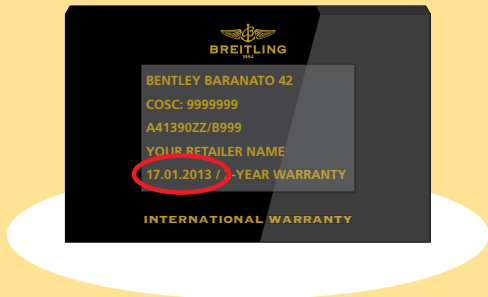 BREITLING
1884
BENTLEY BARANATO 42
COSC: 9999999
A41390ZZ/B999
YOUR RETAILER NAME
17.01.2013 / -YEAR WARRANTY
INTERNATIONAL WARRANTY